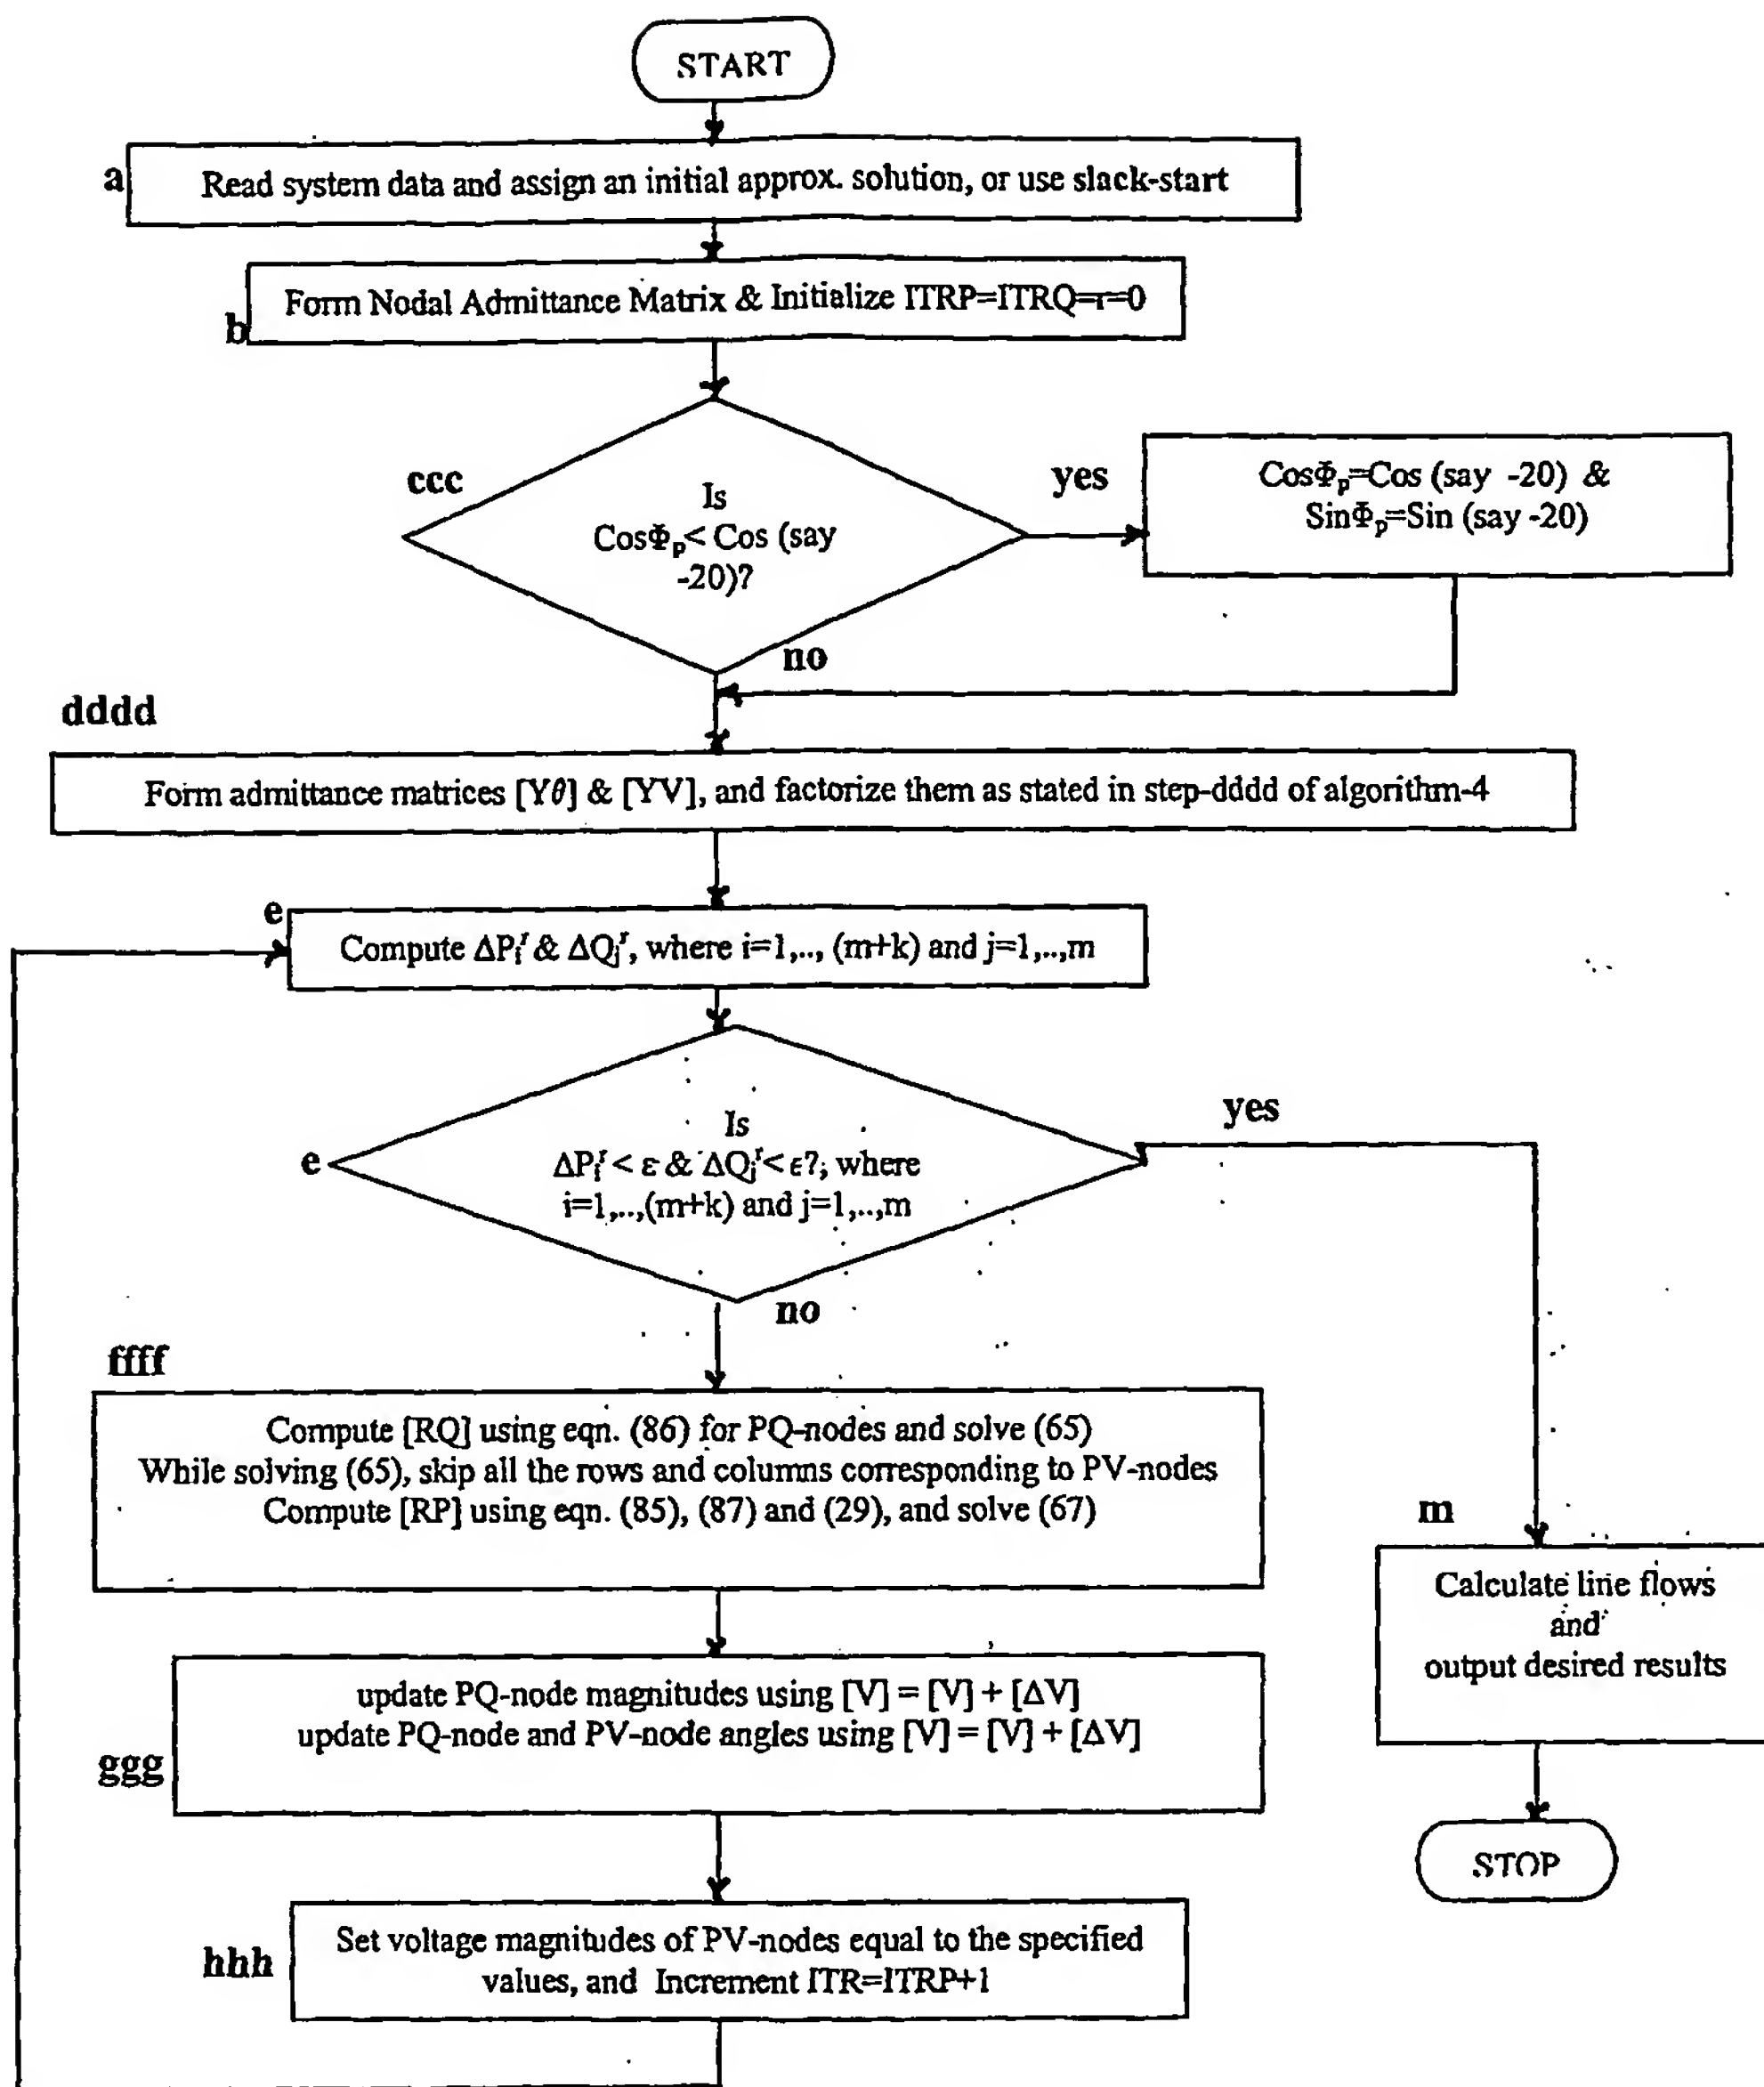 START
a
Read system data and assign an initial approx. solution, or use slack-start
Form Nodal Admittance Matrix & Initialize ITRP=ITRQ=r=0
b
ccc
Is
CosΦp< Cos (say
-20)?
yes
CosΦp=Cos (say -20) &
SinΦp=Sin (say -20)
no
dddd
Form admittance matrices [Yθ] & [YV], and factorize them as stated in step-dddd of algorithm-4
e
Compute ΔPiʳ & ΔQjʳ, where i=1,.., (m+k) and j=1,..,m
e
Is
ΔPiʳ < ε & ΔQjʳ< ϵ?; where
i=1,..,(m+k) and j=1,..,m
yes
no
ffff
Compute [RQ] using eqn. (86) for PQ-nodes and solve (65)
While solving (65), skip all the rows and columns corresponding to PV-nodes
Compute [RP] using eqn. (85), (87) and (29), and solve (67)
m
Calculate line flows
and
output desired results
ggg
update PQ-node magnitudes using [V] = [V] + [ΔV]
update PQ-node and PV-node angles using [V] = [V] + [ΔV]
STOP
hhh
Set voltage magnitudes of PV-nodes equal to the specified
values, and Increment ITR=ITRP+1